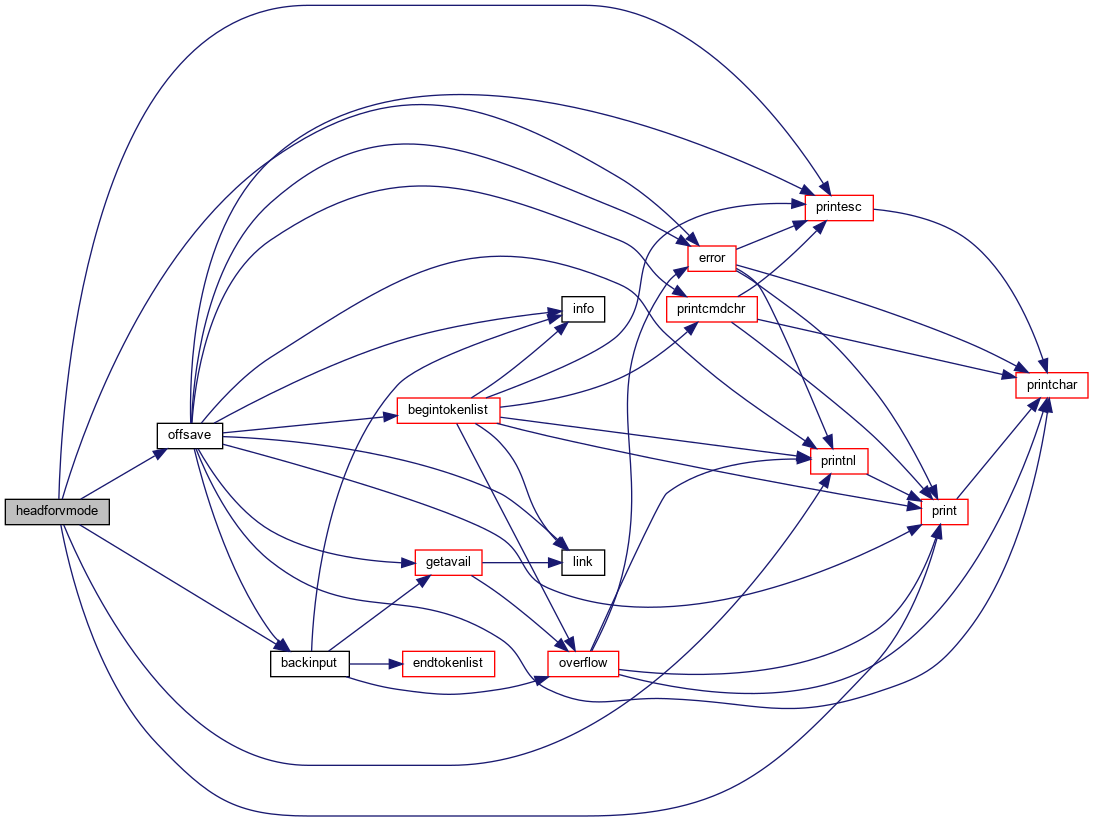 printesc
error
info
printcmdchr
printchar
begintokenlist
offsave
printnl
headforvmode
print
getavail
link
backinput
endtokenlist
overflow